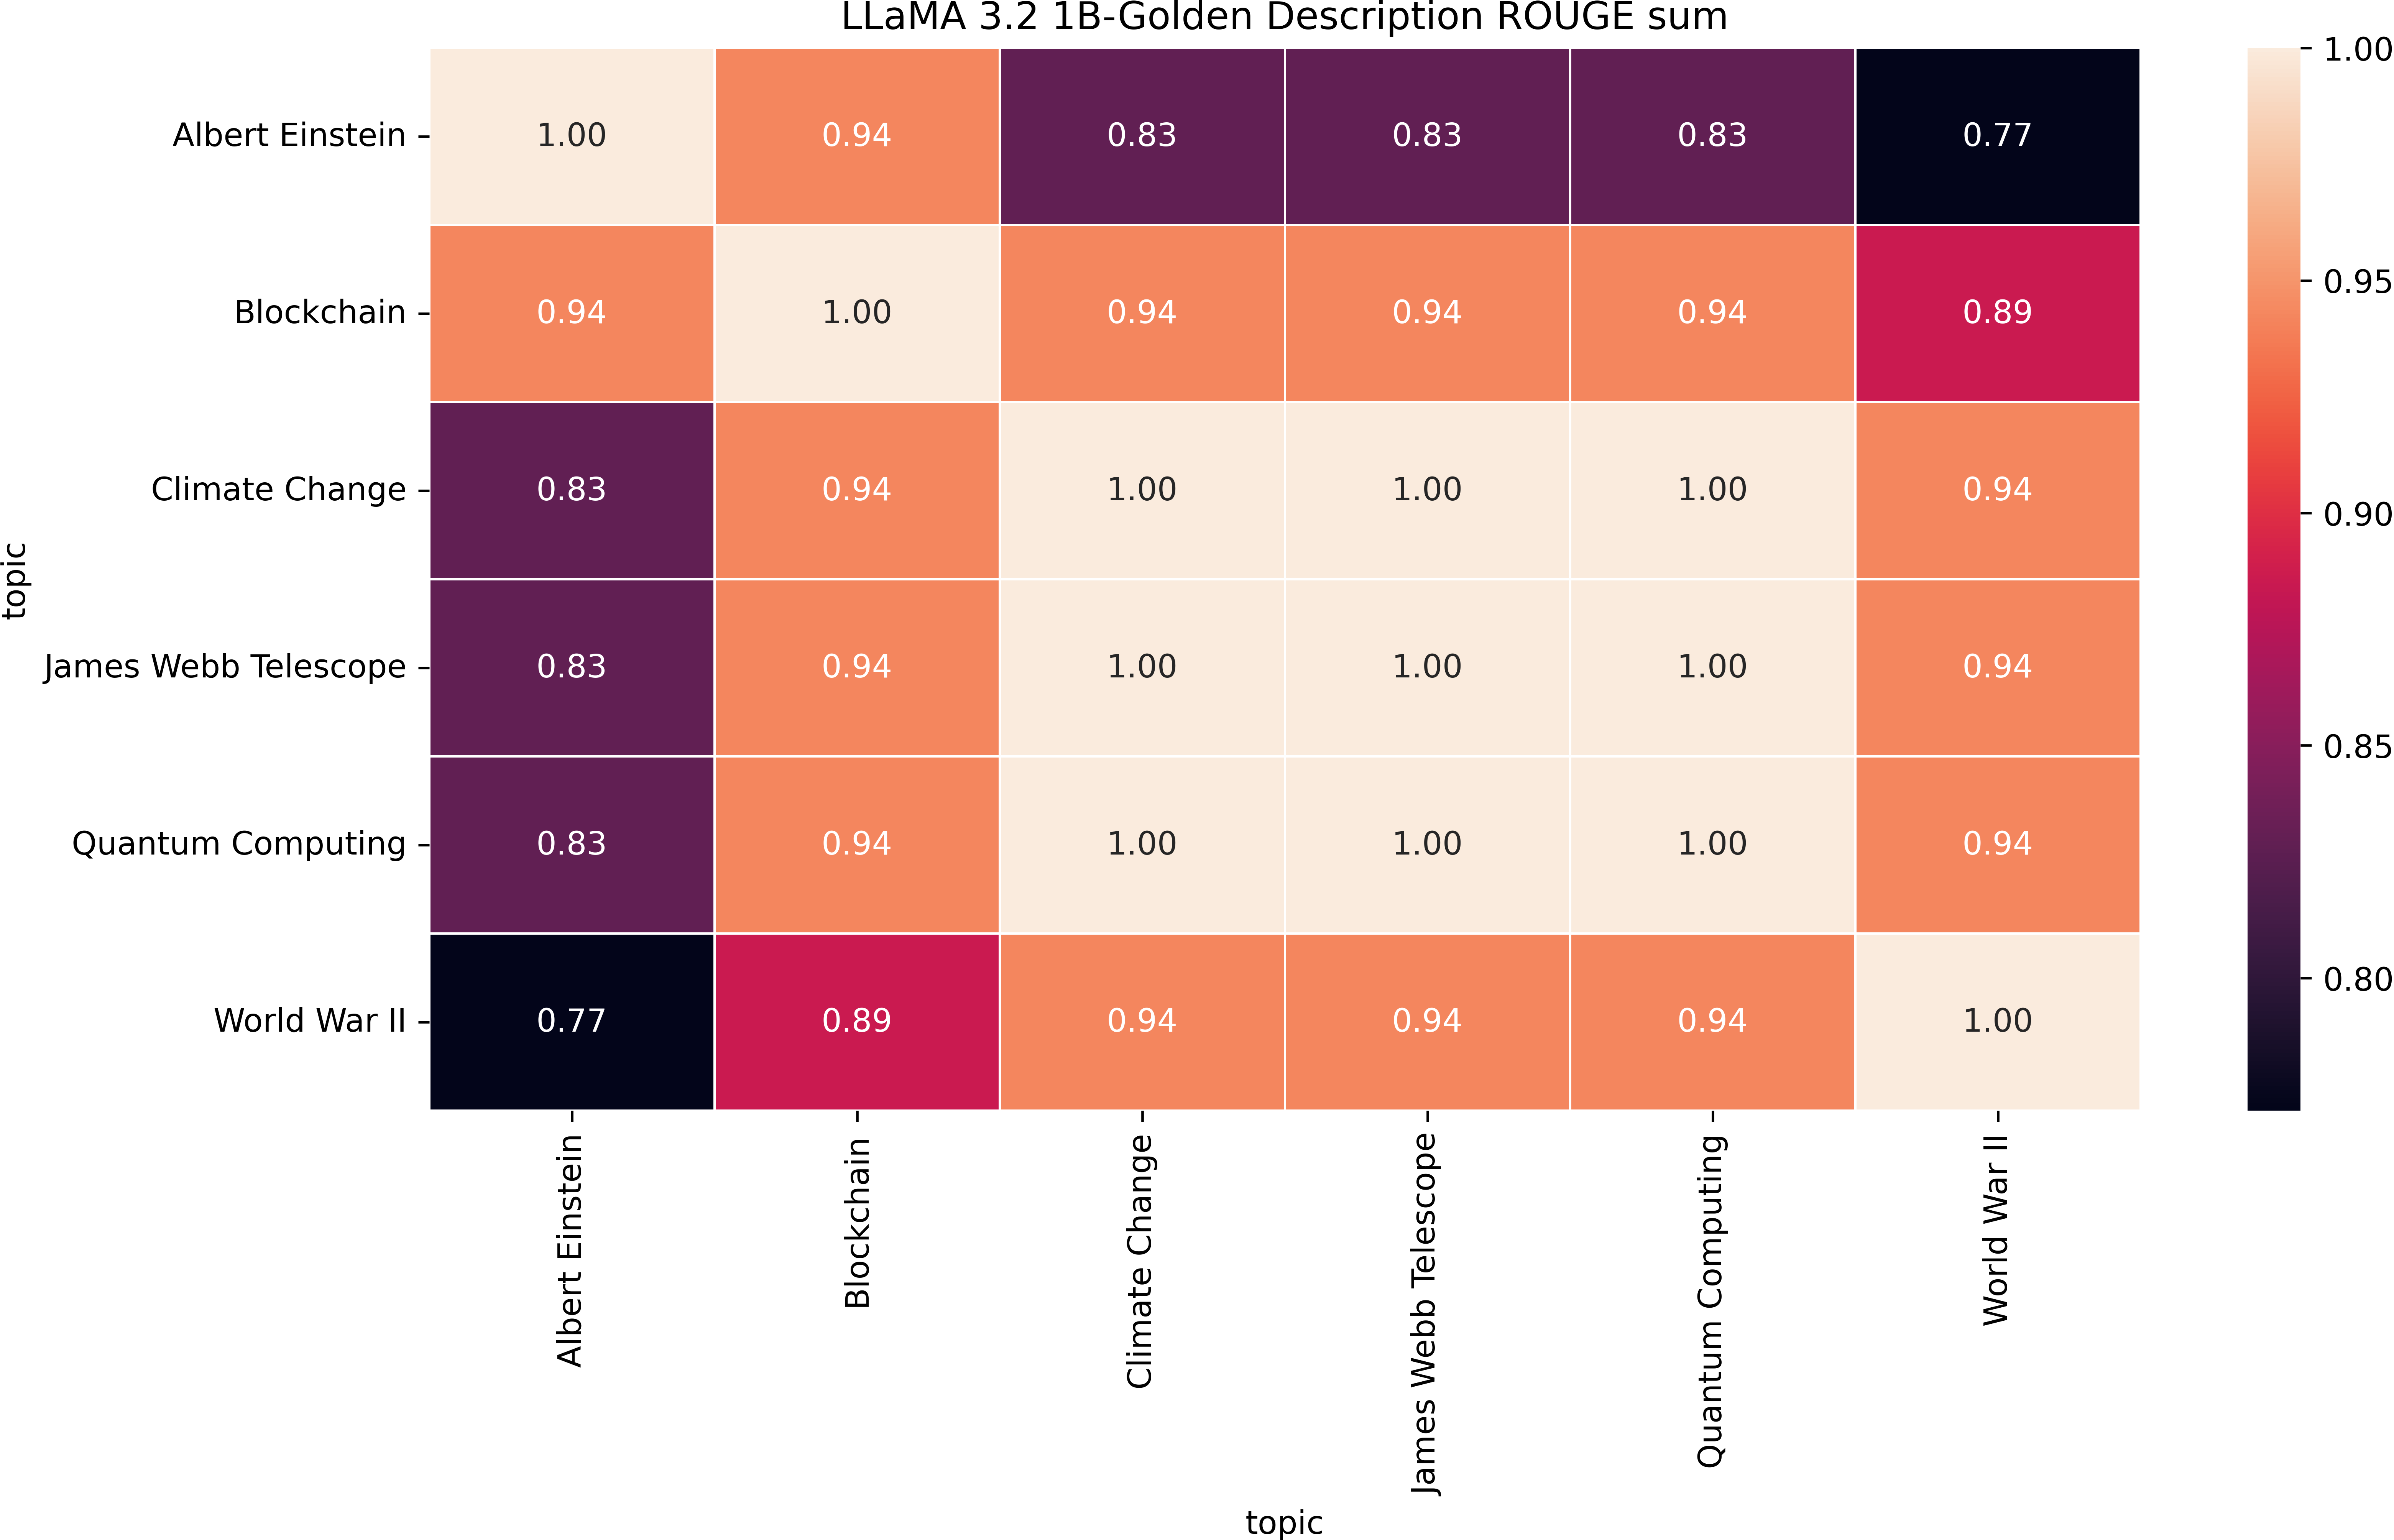 LLaMA 3.2 1B-Golden Description ROUGE sum
Albert Einstein 1.00 0.94 0.83 0.83 0.83 0.77
Blockchain 0.94 1.00 0.94 0.94 0.94 0.89
Climate Change 0.83 0.94 1.00 1.00 1.00 0.94
James Webb Telescope 0.83 0.94 1.00 1.00 1.00 0.94
Quantum Computing 0.83 0.94 1.00 1.00 1.00 0.94
World War II 0.77 0.89 0.94 0.94 0.94 1.00
topic
Albert Einstein
Blockchain
Climate Change
James Webb Telescope
Quantum Computing
World War II
topic
1.00
0.95
0.90
0.85
0.80